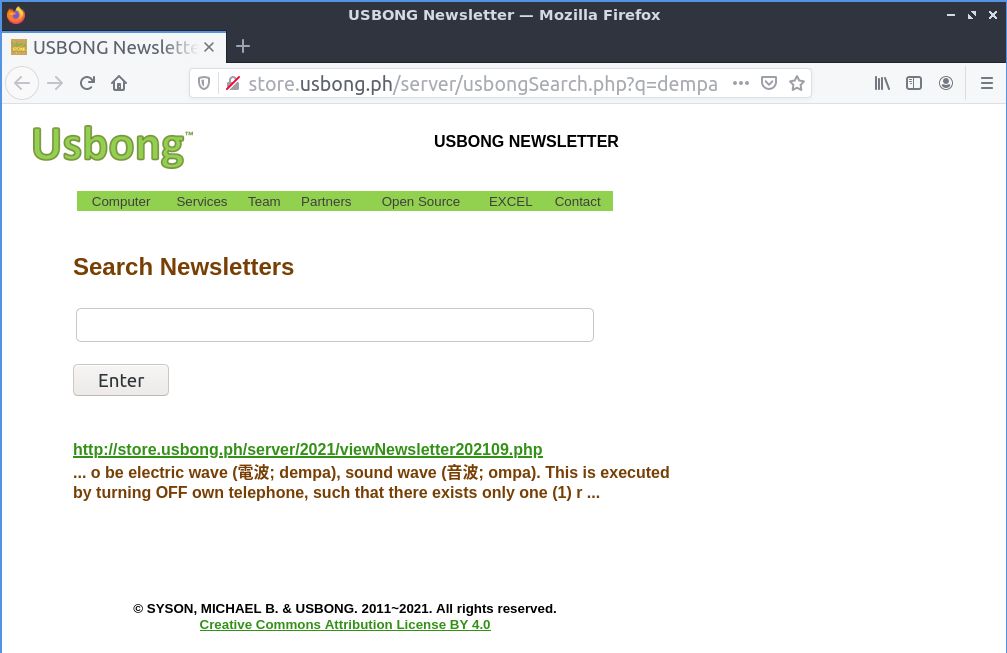 USBONG Newsletter — Mozilla Firefox
USBONG Newslette
store.usbong.ph/server/usbongSearch.php?q=dempa
Usbong™
USBONG NEWSLETTER
Computer Services Team Partners Open Source EXCEL Contact
Search Newsletters
Enter
http://store.usbong.ph/server/2021/viewNewsletter202109.php
... o be electric wave (電波; dempa), sound wave (音波; ompa). This is executed
by turning OFF own telephone, such that there exists only one (1) r ...
© SYSON, MICHAEL B. & USBONG. 2011~2021. All rights reserved.
Creative Commons Attribution License BY 4.0